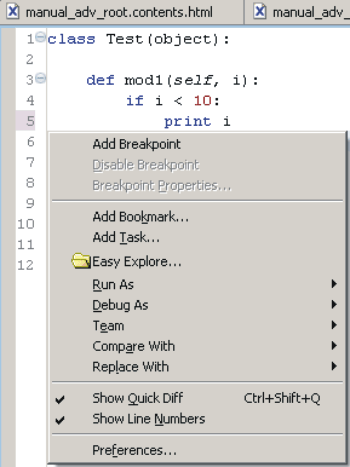 manual_adv_root.contents.html manual_adv_
1 class Test(object):
2
3 def mod1(self, i):
4 if i < 10:
5 print i
6 Add Breakpoint
7 Disable Breakpoint
8 Breakpoint Properties...
9
10 Add Bookmark...
11 Add Task...
12 Easy Explore...
Run As
Debug As
Team
Compare With
Replace With
Show Quick Diff Ctrl+Shift+Q
Show Line Numbers
Preferences...